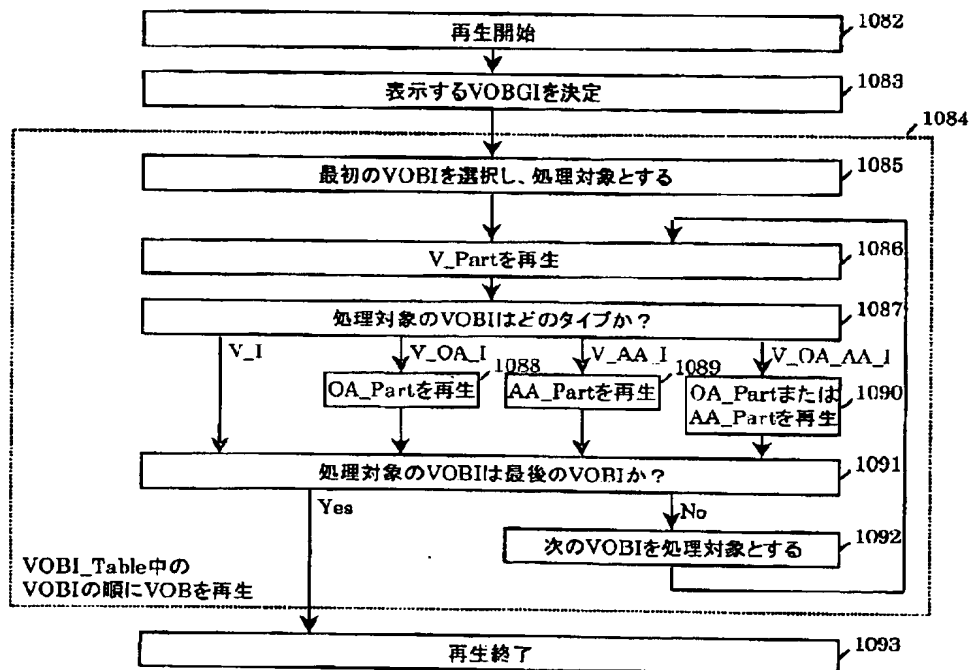 再生開始
1082
表示するVOBGIを決定
1083
1084
最初のVOBIを選択し、処理対象とする
1085
V_Partを再生
1086
処理対象のVOBIはどのタイプか?
1087
V_I
V_OA_I
V_AA_I
V_OA_AA_I
1088
1089
OA_Partを再生
AA_Partを再生
OA_Partまたは
AA_Partを再生
1090
処理対象のVOBIは最後のVOBIか?
1091
Yes
No
次のVOBIを処理対象とする
1092
VOBI_Table中の
VOBIの順にVOBを再生
再生終了
1093